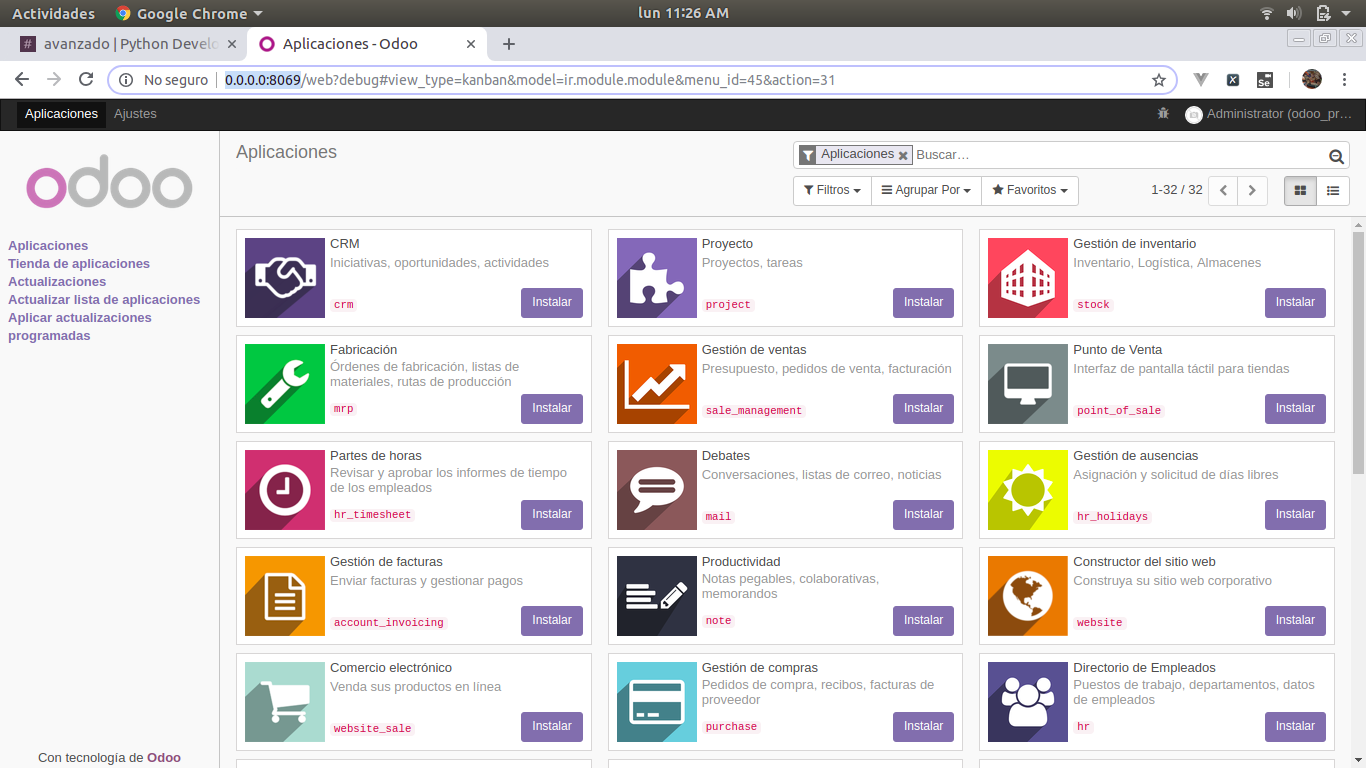 Actividades
Google Chrome
lun 11:26 AM
# avanzado | Python Develo
Aplicaciones - Odoo
No seguro
0.0.0.0:8069/web?debug#view_type=kanban&model=ir.module.module&menu_id=45&action=31
Se
Aplicaciones
Ajustes
Administrator (odoo_pr…
odoo
Aplicaciones
Tienda de aplicaciones
Actualizaciones
Actualizar lista de aplicaciones
Aplicar actualizaciones
programadas
Con tecnología de Odoo
Aplicaciones
Aplicaciones
Buscar…
Filtros
Agrupar Por
Favoritos
1-32 / 32
CRM
Iniciativas, oportunidades, actividades
crm
Instalar
Proyecto
Proyectos, tareas
project
Instalar
Gestión de inventario
Inventario, Logística, Almacenes
stock
Instalar
Fabricación
Órdenes de fabricación, listas de
materiales, rutas de producción
mrp
Instalar
Gestión de ventas
Presupuesto, pedidos de venta, facturación
sale_management
Instalar
Punto de Venta
Interfaz de pantalla táctil para tiendas
point_of_sale
Instalar
Partes de horas
Revisar y aprobar los informes de tiempo
de los empleados
hr_timesheet
Instalar
Debates
Conversaciones, listas de correo, noticias
mail
Instalar
Gestión de ausencias
Asignación y solicitud de días libres
hr_holidays
Instalar
Gestión de facturas
Enviar facturas y gestionar pagos
account_invoicing
Instalar
Productividad
Notas pegables, colaborativas,
memorandos
note
Instalar
Constructor del sitio web
Construya su sitio web corporativo
website
Instalar
Comercio electrónico
Venda sus productos en línea
website_sale
Instalar
Gestión de compras
Pedidos de compra, recibos, facturas de
proveedor
purchase
Instalar
Directorio de Empleados
Puestos de trabajo, departamentos, datos
de empleados
hr
Instalar